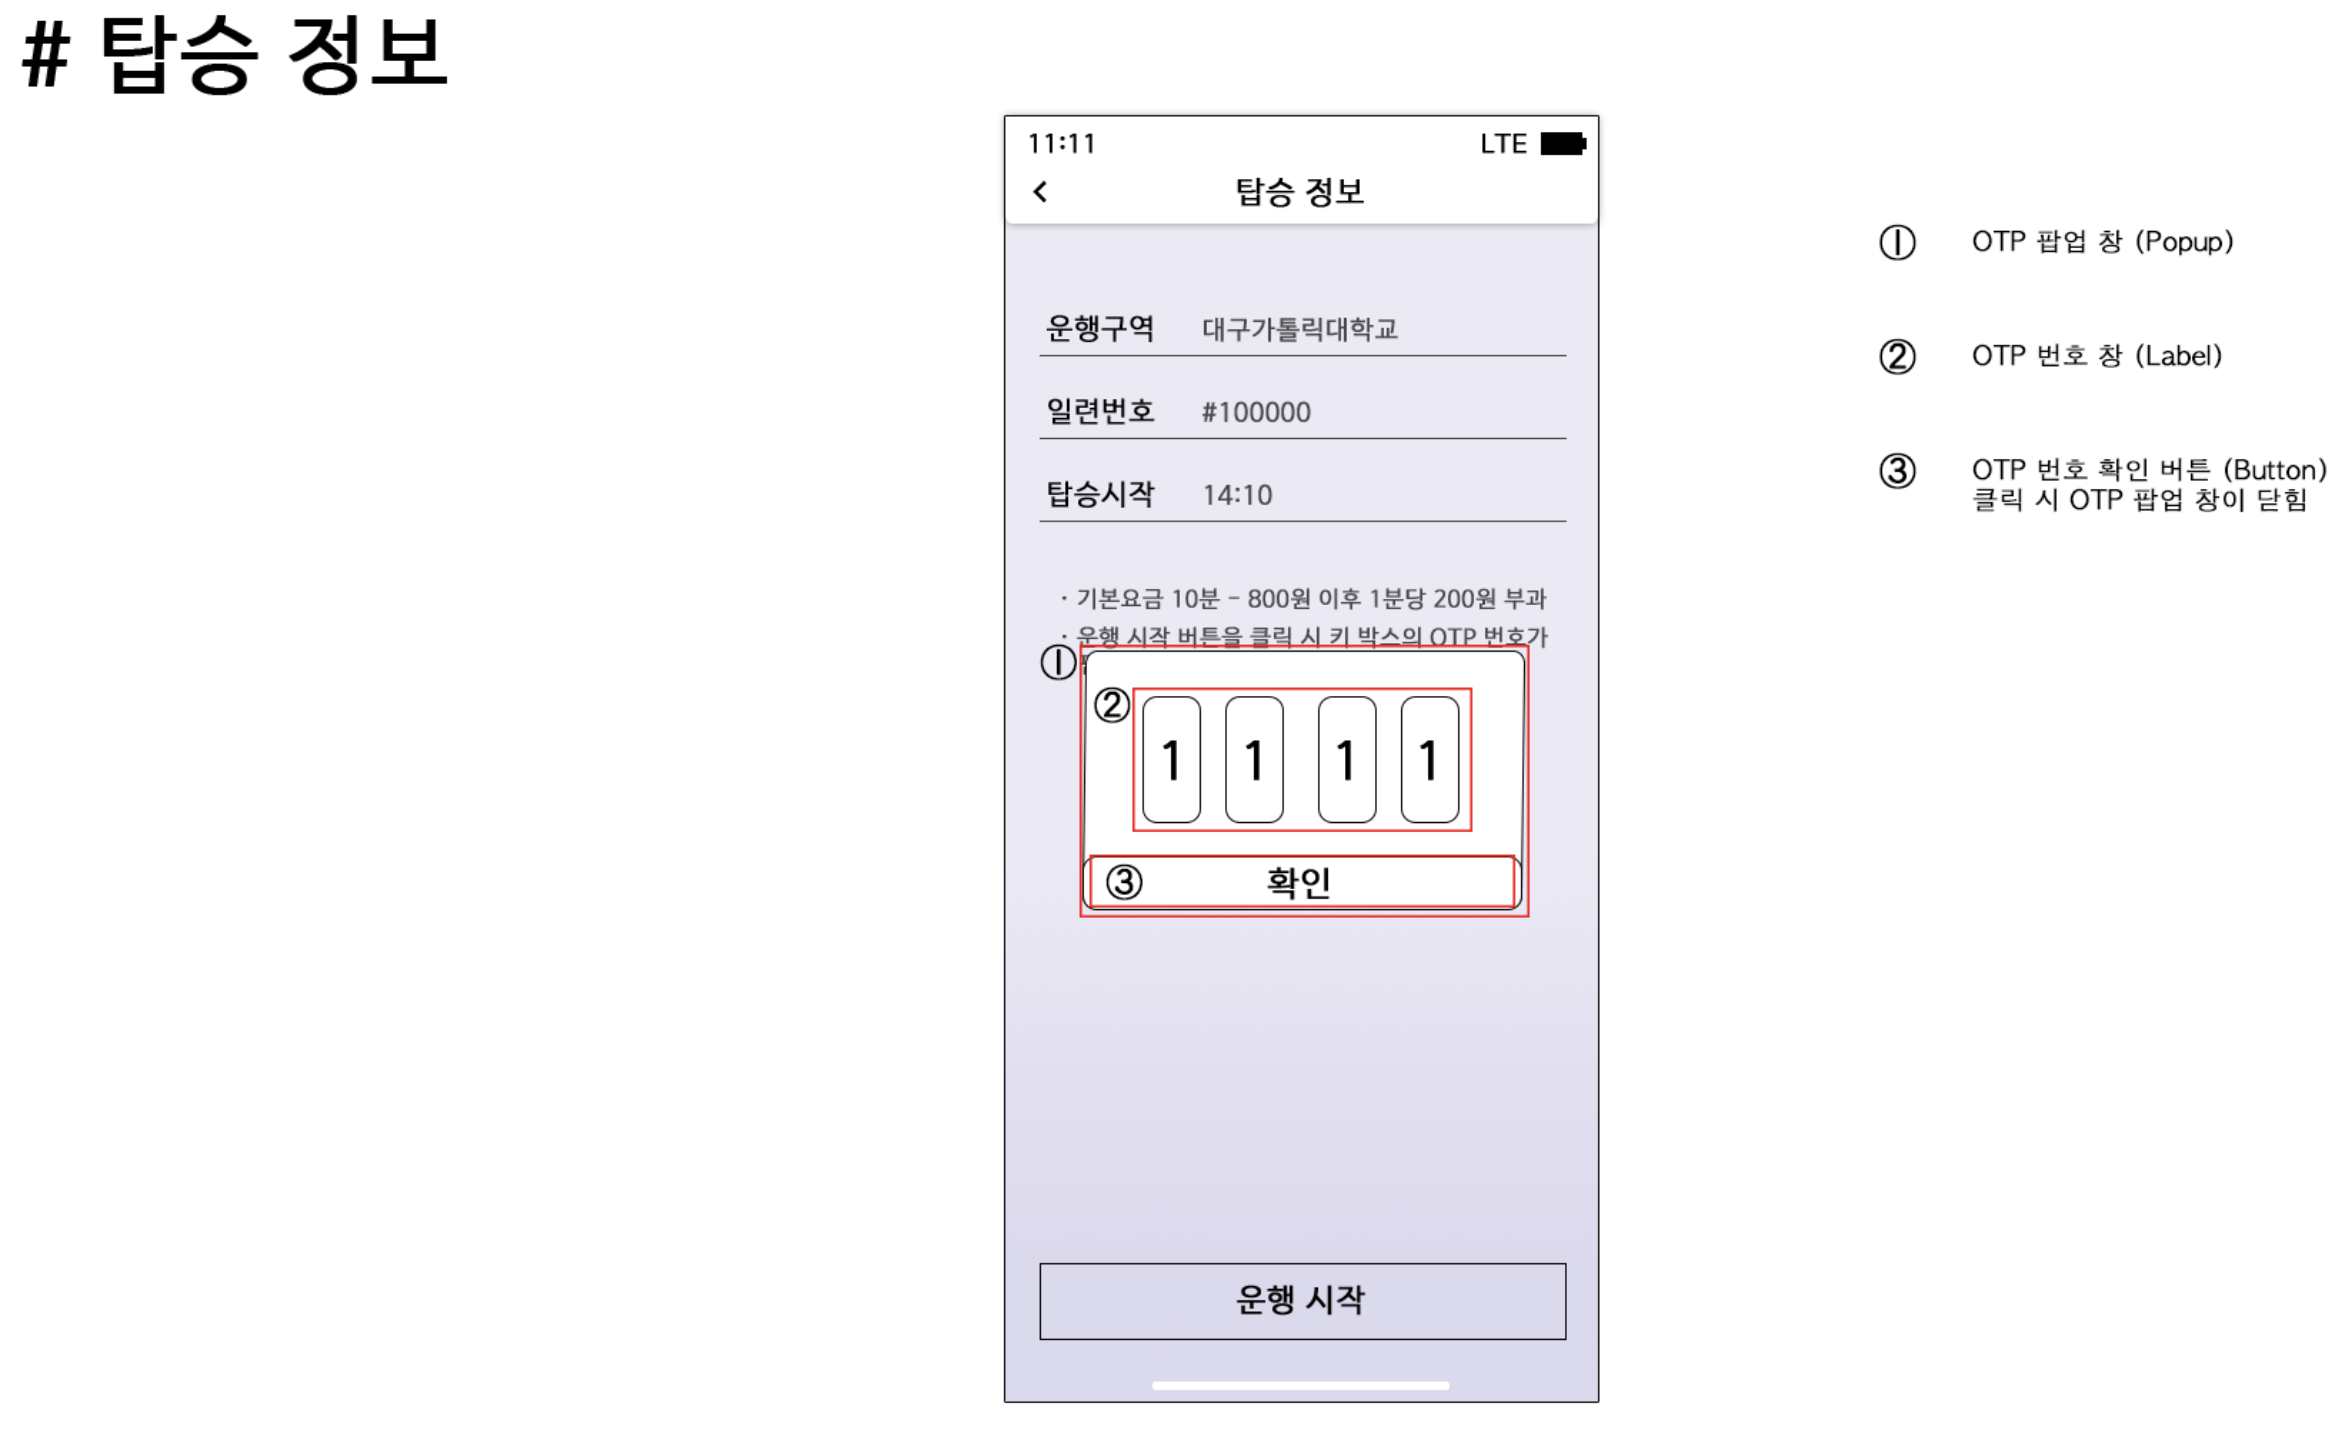 # 탑승 정보
11:11 LTE
< 탑승 정보
운행구역 대구가톨릭대학교
일련번호 #100000
탑승시작 14:10
· 기본요금 10분 - 800원 이후 1분당 200원 부과
· 운행 시작 버튼을 클릭 시 키 박스의 OTP 번호가
①
②
1 1 1 1
③ 확인
운행 시작
① OTP 팝업 창 (Popup)
② OTP 번호 창 (Label)
③ OTP 번호 확인 버튼 (Button)
클릭 시 OTP 팝업 창이 닫힘